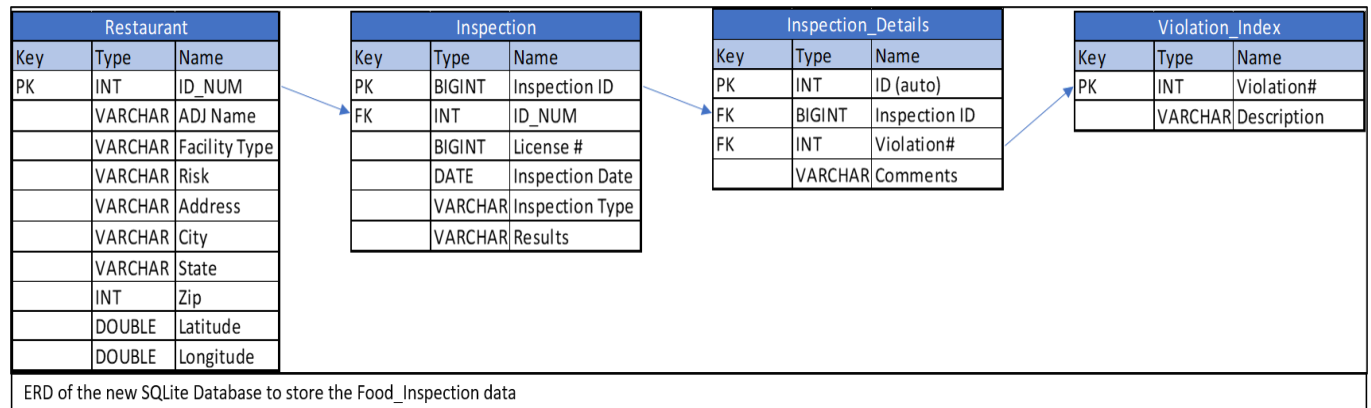 Restaurant
Key Type Name
PK INT ID_NUM
VARCHAR ADJ Name
VARCHAR Facility Type
VARCHAR Risk
VARCHAR Address
VARCHAR City
VARCHAR State
INT Zip
DOUBLE Latitude
DOUBLE Longitude
Inspection
Key Type Name
PK BIGINT Inspection ID
FK INT ID_NUM
BIGINT License #
DATE Inspection Date
VARCHAR Inspection Type
VARCHAR Results
Inspection_Details
Key Type Name
PK INT ID (auto)
FK BIGINT Inspection ID
FK INT Violation#
VARCHAR Comments
Violation_Index
Key Type Name
PK INT Violation#
VARCHAR Description
ERD of the new SQLite Database to store the Food_Inspection data